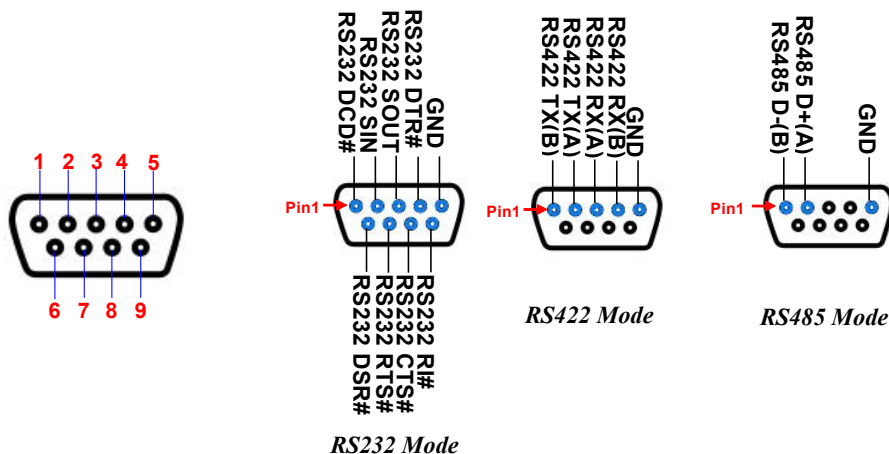 1 2 3 4 5
6 7 8 9
RS232 DCD#
RS232 SIN
RS232 SOUT
RS232 DTR#
GND
Pin1
RS232 DSR#
RS232 RTS#
RS232 CTS#
RS232 RI#
RS232 Mode
RS422 TX(B)
RS422 TX(A)
RS422 RX(A)
RS422 RX(B)
GND
Pin1
RS422 Mode
RS485 D-(B)
RS485 D+(A)
GND
Pin1
RS485 Mode